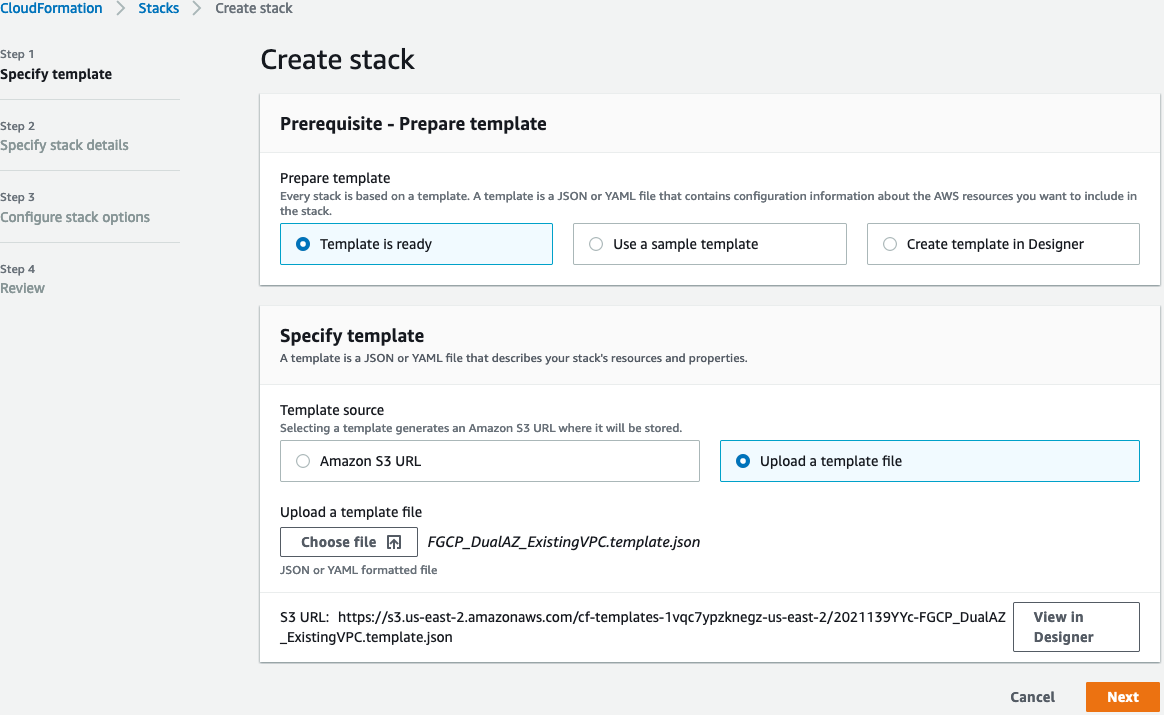 CloudFormation > Stacks > Create stack
Step 1
Specify template
Step 2
Specify stack details
Step 3
Configure stack options
Step 4
Review
Create stack
Prerequisite - Prepare template
Prepare template
Every stack is based on a template. A template is a JSON or YAML file that contains configuration information about the AWS resources you want to include in
the stack.
Template is ready
Use a sample template
Create template in Designer
Specify template
A template is a JSON or YAML file that describes your stack's resources and properties.
Template source
Selecting a template generates an Amazon S3 URL where it will be stored.
Amazon S3 URL
Upload a template file
Upload a template file
Choose file
FGCP_DualAZ_ExistingVPC.template.json
JSON or YAML formatted file
S3 URL: https://s3.us-east-2.amazonaws.com/cf-templates-1vqc7ypzknegz-us-east-2/2021139YYc-FGCP_DualAZ
_ExistingVPC.template.json
View in
Designer
Cancel
Next